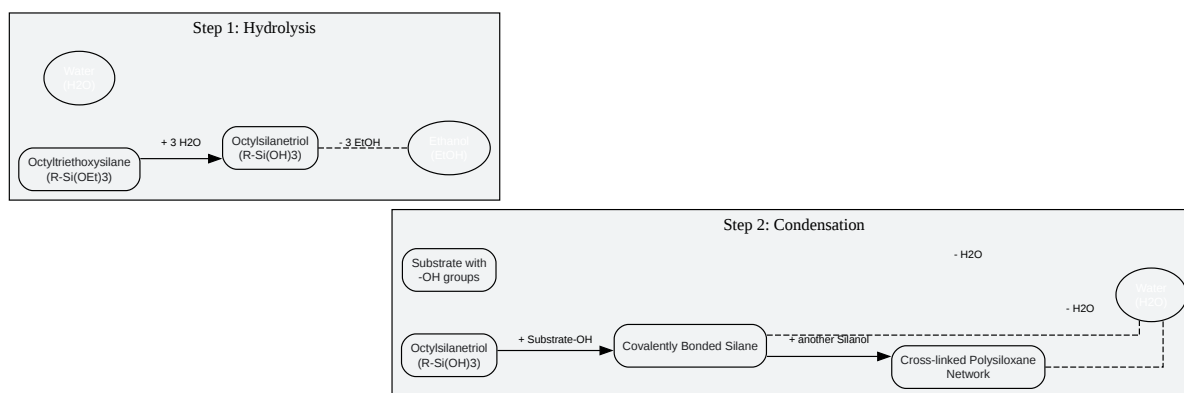 Step 1: Hydrolysis
Water
(H2O)
Octyltriethoxysilane
(R-Si(OEt)3)
+ 3 H2O
Octylsilanetriol
(R-Si(OH)3)
- 3 EtOH
Ethanol
(EtOH)
Step 2: Condensation
Substrate with
-OH groups
- H2O
Water
(H2O)
- H2O
Octylsilanetriol
(R-Si(OH)3)
+ Substrate-OH
Covalently Bonded Silane
+ another Silanol
Cross-linked Polysiloxane
Network